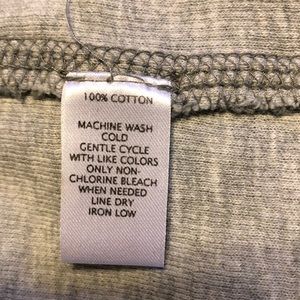 100% COTTON
MACHINE WASH
COLD
GENTLE CYCLE
WITH LIKE COLORS
ONLY NON-
CHLORINE BLEACH
WHEN NEEDED
LINE DRY
IRON LOW